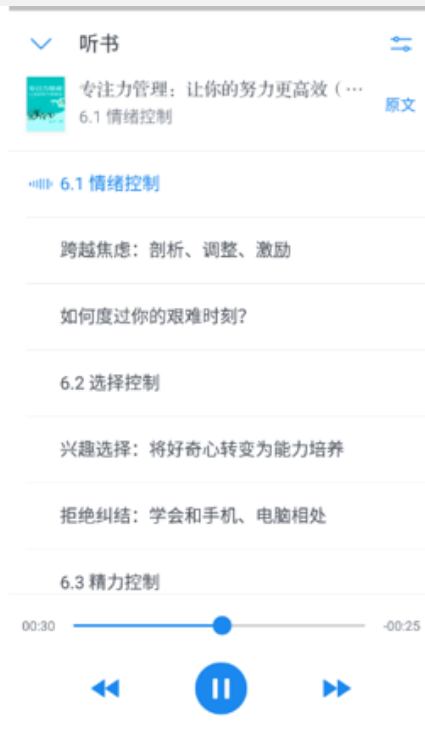 听书
专注力管理：让你的努力更高效（…
6.1 情绪控制
原文
6.1 情绪控制
跨越焦虑：剖析、调整、激励
如何度过你的艰难时刻？
6.2 选择控制
兴趣选择：将好奇心转变为能力培养
拒绝纠结：学会和手机、电脑相处
6.3 精力控制
00:30
-00:25